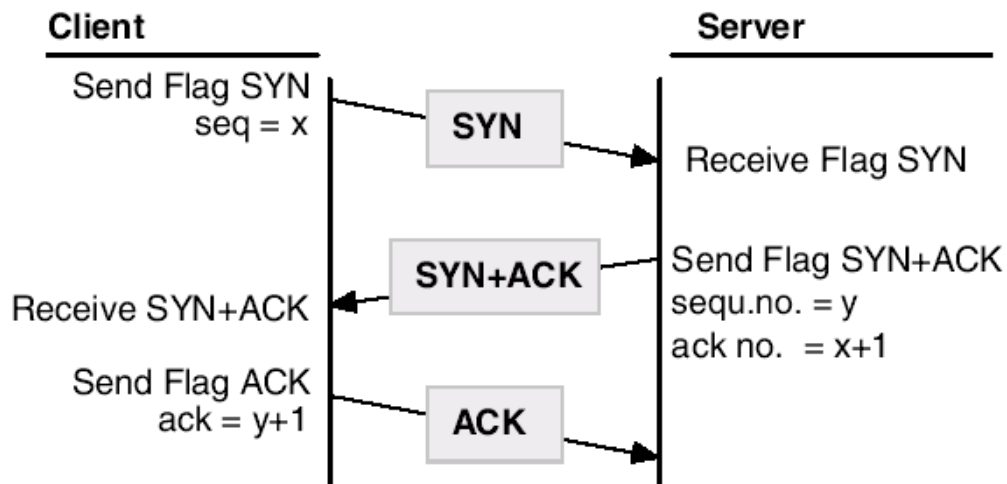 Client
Server
Send Flag SYN
seq = x
SYN
Receive Flag SYN
SYN+ACK
Send Flag SYN+ACK
sequ.no. = y
ack no. = x+1
Receive SYN+ACK
Send Flag ACK
ack = y+1
ACK